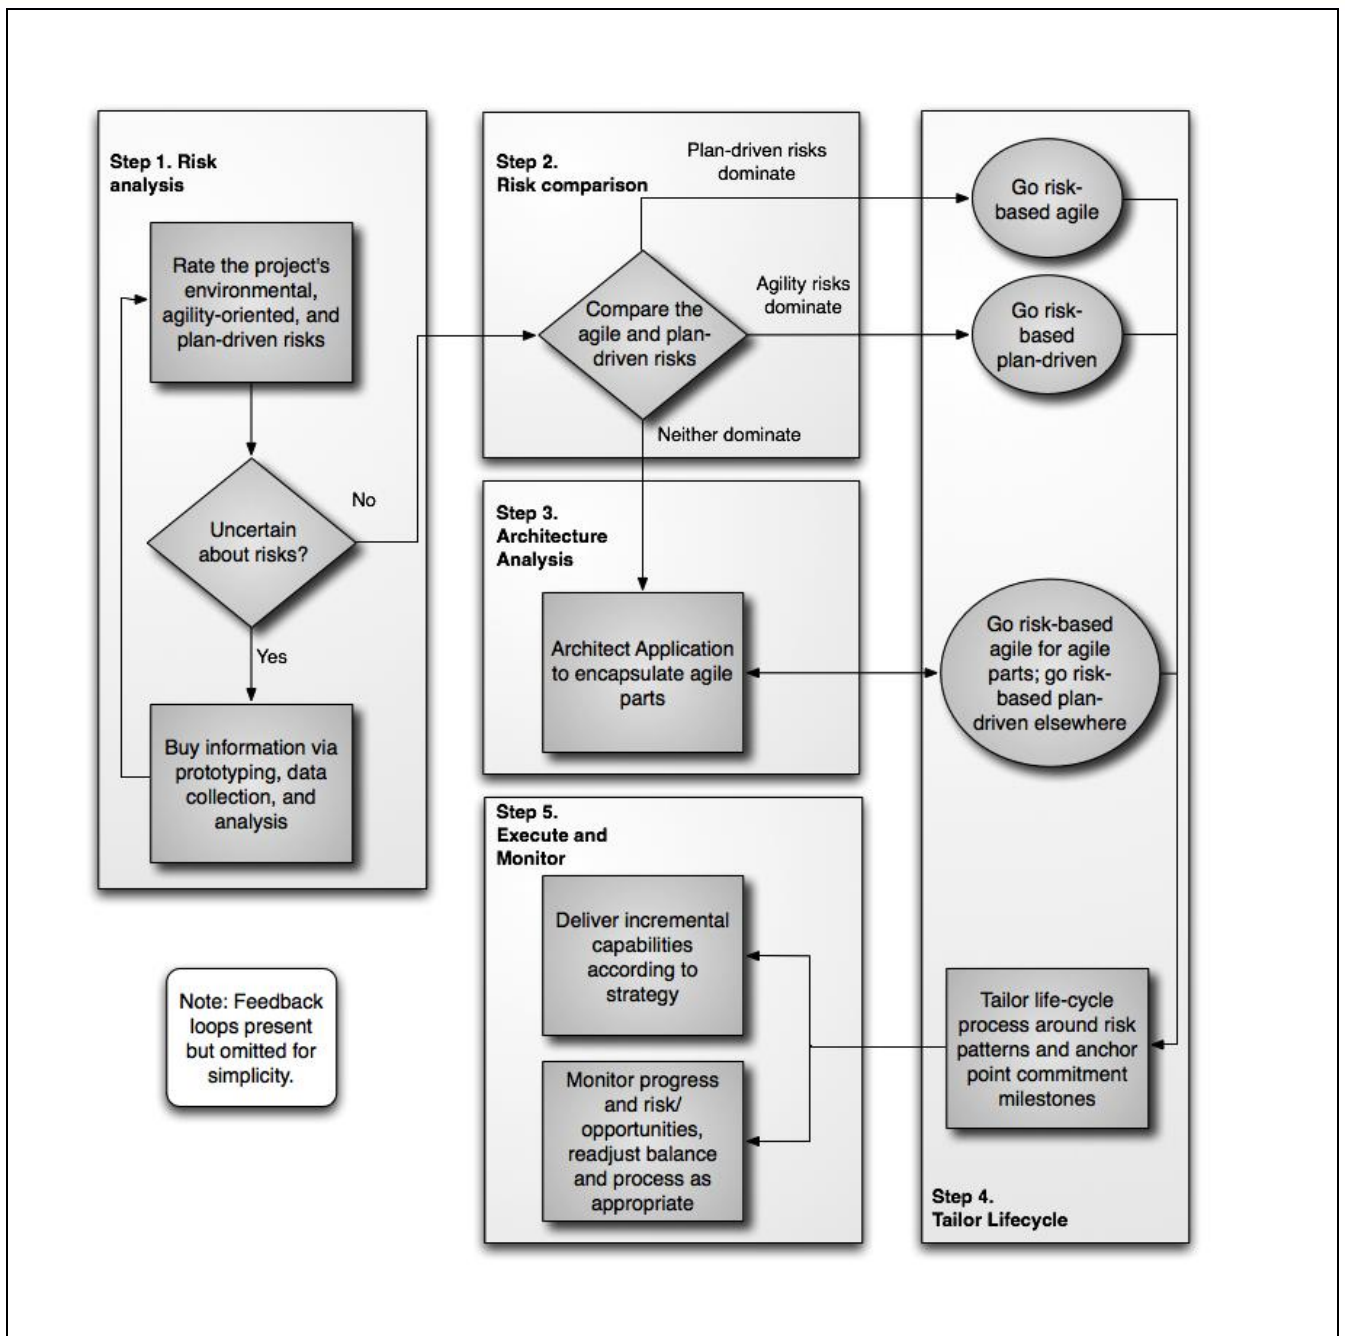 Step 1. Risk
analysis
Rate the project's
environmental,
agility-oriented, and
plan-driven risks
Uncertain
about risks?
No
Yes
Buy information via
prototyping, data
collection, and
analysis
Note: Feedback
loops present
but omitted for
simplicity.
Step 2.
Risk comparison
Plan-driven risks
dominate
Compare the
agile and plan-
driven risks
Agility risks
dominate
Neither dominate
Step 3.
Architecture
Analysis
Architect Application
to encapsulate agile
parts
Go risk-
based agile
Go risk-
based
plan-driven
Go risk-based
agile for agile
parts; go risk-
based plan-
driven elsewhere
Tailor life-cycle
process around risk
patterns and anchor
point commitment
milestones
Step 4.
Tailor Lifecycle
Step 5.
Execute and
Monitor
Deliver incremental
capabilities
according to
strategy
Monitor progress
and risk/
opportunities,
readjust balance
and process as
appropriate